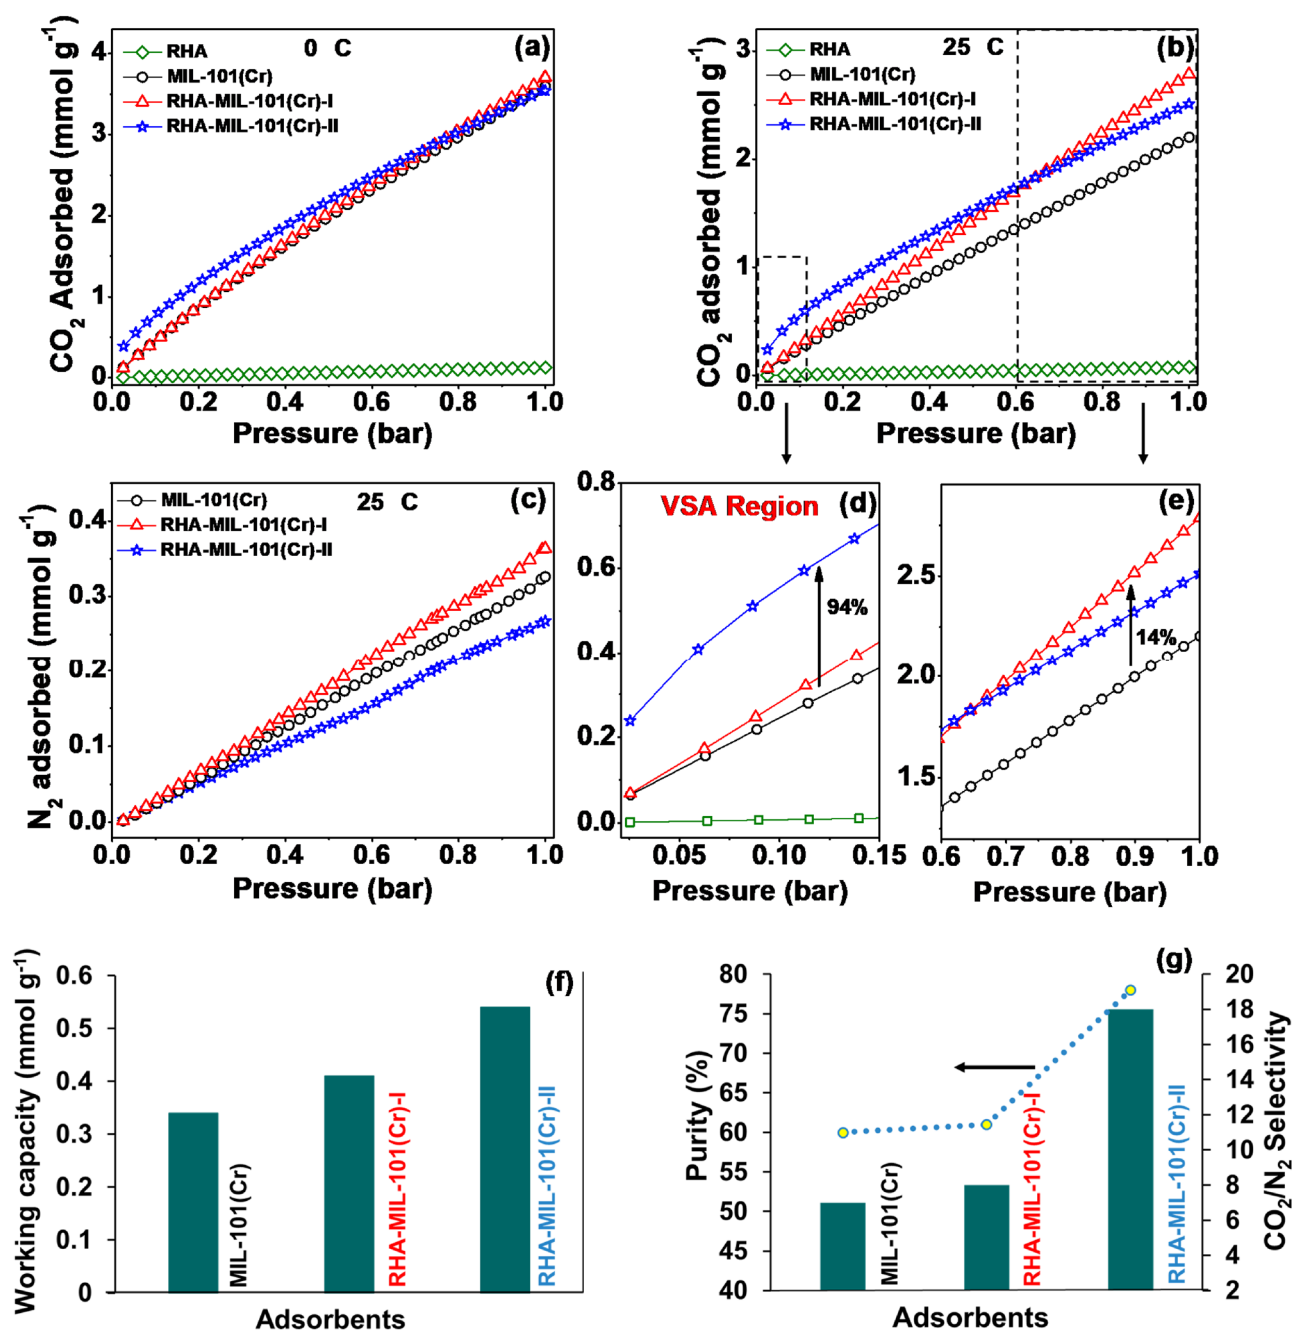 (a)
0 C
RHA
MIL-101(Cr)
RHA-MIL-101(Cr)-I
RHA-MIL-101(Cr)-II
CO2 Adsorbed (mmol g-1)
4
3
2
1
0
0.0 0.2 0.4 0.6 0.8 1.0
Pressure (bar)
(b)
25 C
RHA
MIL-101(Cr)
RHA-MIL-101(Cr)-I
RHA-MIL-101(Cr)-II
CO2 adsorbed (mmol g-1)
3
2
1
0
0.0 0.2 0.4 0.6 0.8 1.0
Pressure (bar)
(c)
25 C
MIL-101(Cr)
RHA-MIL-101(Cr)-I
RHA-MIL-101(Cr)-II
N2 adsorbed (mmol g-1)
0.4
0.3
0.2
0.1
0.0
0.0 0.2 0.4 0.6 0.8 1.0
Pressure (bar)
VSA Region (d)
94%
0.8
0.6
0.4
0.2
0.0
0.05 0.10 0.15
Pressure (bar)
(e)
14%
2.5
2.0
1.5
0.6 0.7 0.8 0.9 1.0
Pressure (bar)
(f)
Working capacity (mmol g-1)
0.6
0.5
0.4
0.3
0.2
0.1
0
MIL-101(Cr)
RHA-MIL-101(Cr)-I
RHA-MIL-101(Cr)-II
Adsorbents
(g)
Purity (%)
80
75
70
65
60
55
50
45
40
MIL-101(Cr)
RHA-MIL-101(Cr)-I
RHA-MIL-101(Cr)-II
20
18
16
14
12
10
8
6
4
2
CO2/N2 Selectivity
Adsorbents